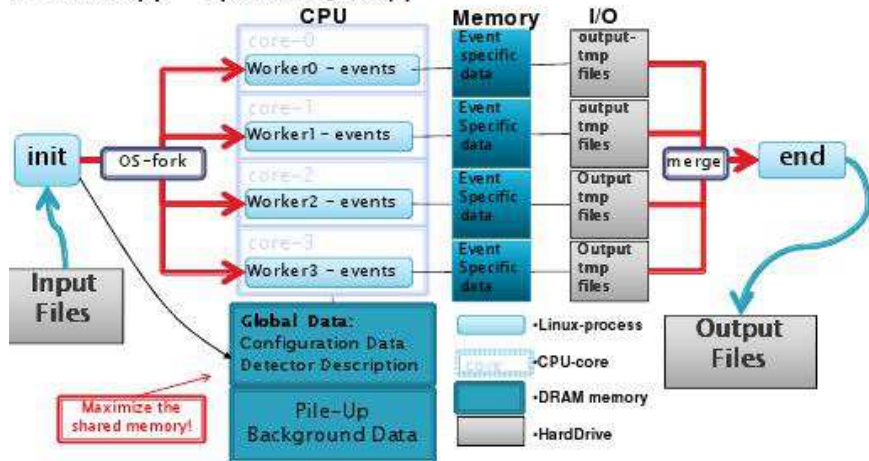 CPU
Memory
I/O
core-0
Worker0 - events
Event
specific
data
output-
tmp
files
core-1
Worker1 - events
Event
Specific
data
output
tmp
files
init
OS-fork
merge
end
core-2
Worker2 - events
Event
Specific
data
Output
tmp
files
core-3
Worker3 - events
Event
Specific
data
Output
tmp
files
Input
Files
Global Data:
Configuration Data
Detector Description
Maximize the
shared memory!
Pile-Up
Background Data
•Linux-process
core
•CPU-core
•DRAM memory
•HardDrive
Output
Files